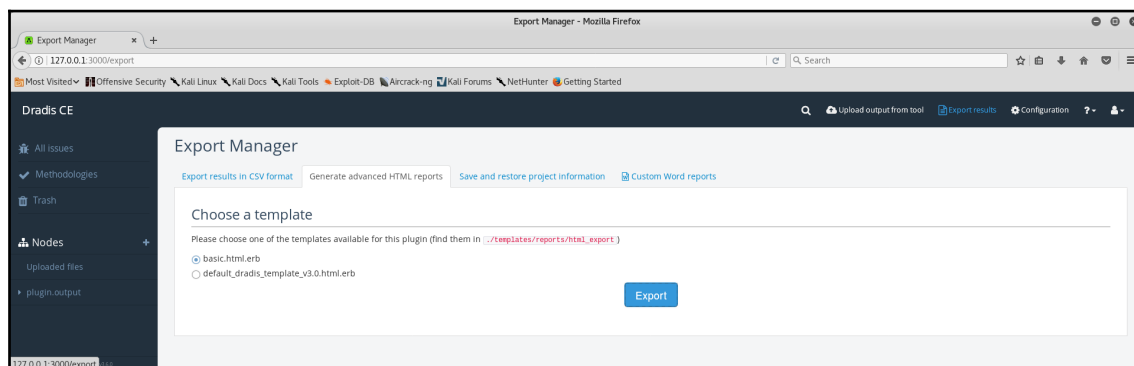 Export Manager - Mozilla Firefox
Export Manager × +
127.0.0.1:3000/export
Search
Most Visited Offensive Security Kali Linux Kali Docs Kali Tools Exploit-DB Aircrack-ng Kali Forums NetHunter Getting Started
Dradis CE
Upload output from tool Export results Configuration ?
All issues
Methodologies
Trash
Nodes +
Uploaded files
plugin.output
Export Manager
Export results in CSV format Generate advanced HTML reports Save and restore project information Custom Word reports
Choose a template
Please choose one of the templates available for this plugin (find them in ./templates/reports/html_export)
basic.html.erb
default_dradis_template_v3.0.html.erb
Export
127.0.0.1:3000/export